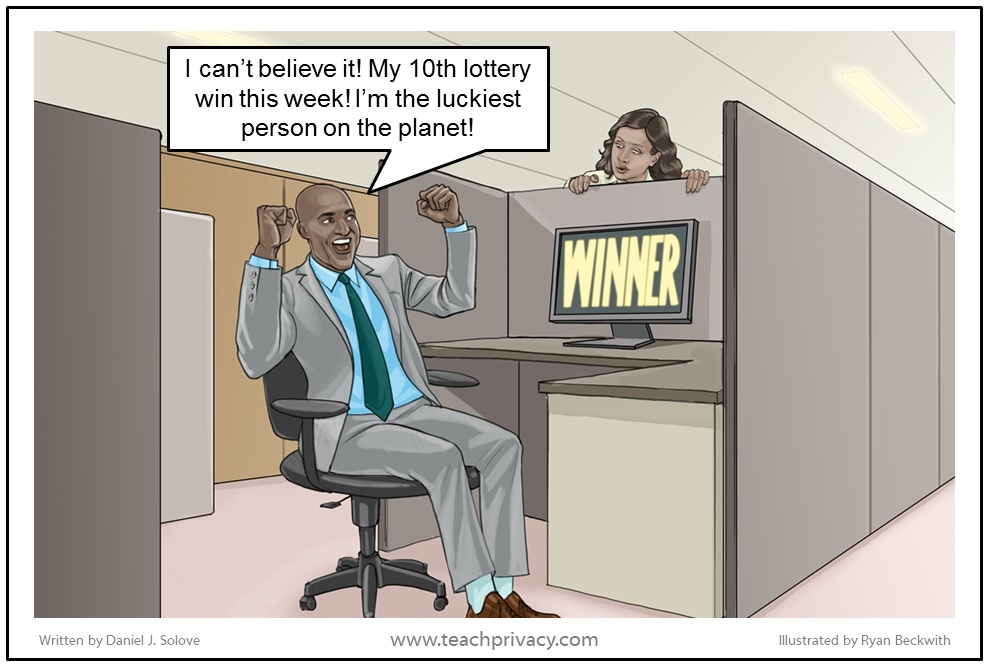 I can't believe it! My 10th lottery
win this week! I'm the luckiest
person on the planet!
WINNER
Written by Daniel J. Solove
www.teachprivacy.com
Illustrated by Ryan Beckwith